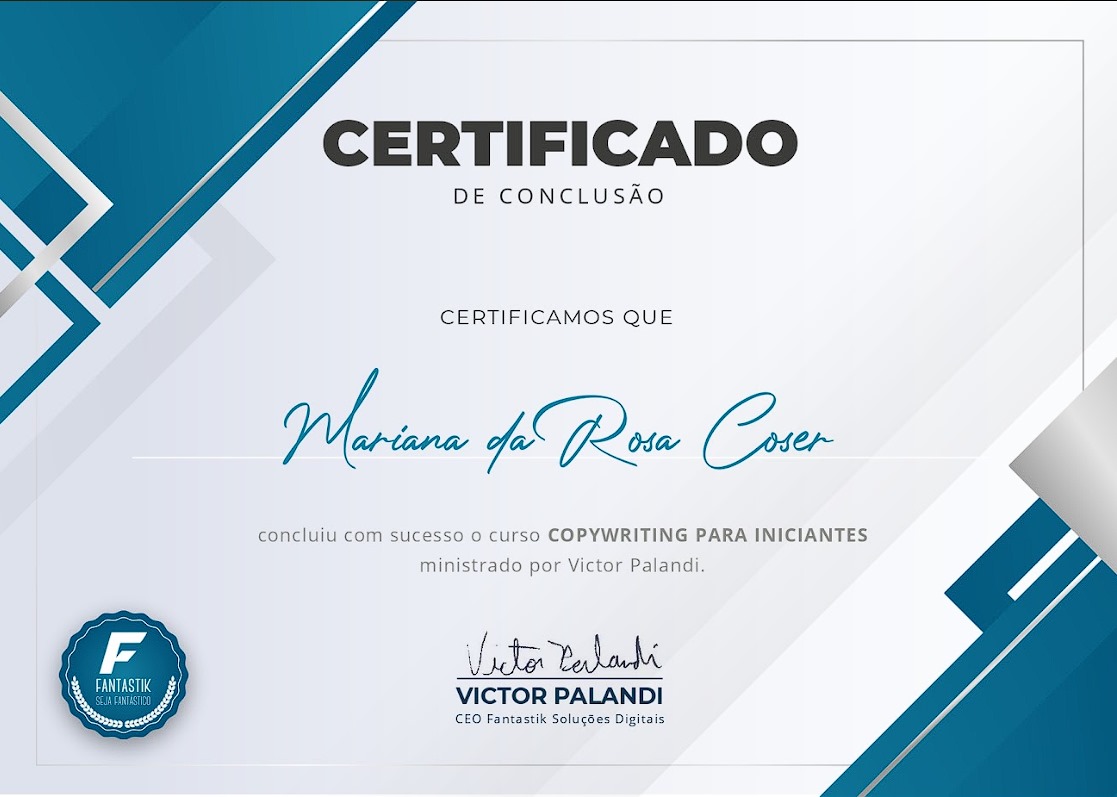 CERTIFICADO
DE CONCLUSÃO
CERTIFICAMOS QUE
Mariana da Rosa Coser
concluiu com sucesso o curso COPYWRITING PARA INICIANTES
ministrado por Victor Palandi.
F
FANTASTIK
SEJA FANTÁSTICO
Victor Palandi
VICTOR PALANDI
CEO Fantastik Soluções Digitais